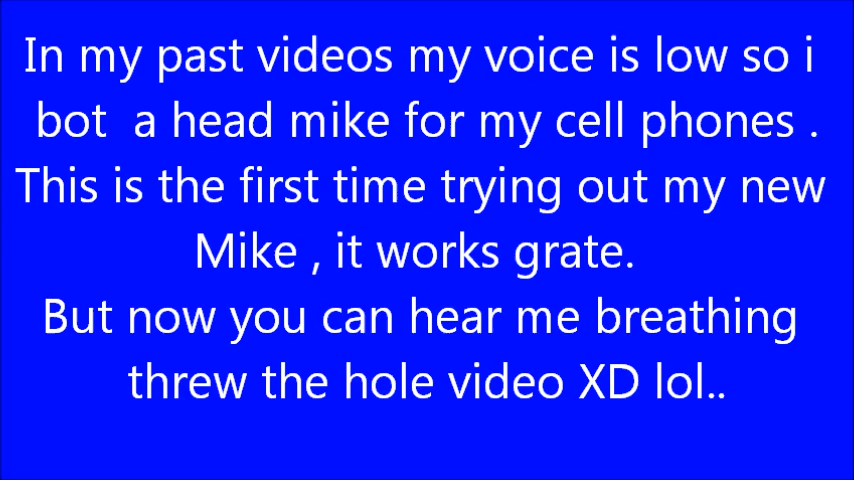 In my past videos my voice is low so i
bot a head mike for my cell phones .
This is the first time trying out my new
Mike , it works grate.
But now you can hear me breathing
threw the hole video XD lol..